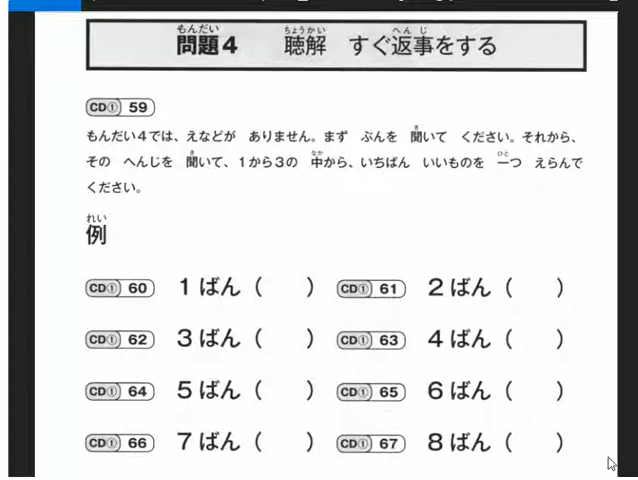 問題4 聴解 すぐ返事をする
CD① 59
もんだい4では、えなどが ありません。まず ぶんを 聞いて ください。それから、
その へんじを 聞いて、1から3の 中から、いちばん いいものを 一つ えらんで
ください。
例
CD① 60 1ばん( ) CD① 61 2ばん( )
CD① 62 3ばん( ) CD① 63 4ばん( )
CD① 64 5ばん( ) CD① 65 6ばん( )
CD① 66 7ばん( ) CD① 67 8ばん( )